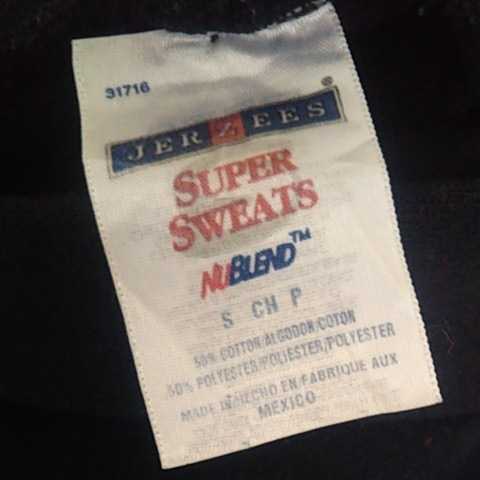 31716
JERZEES®
SUPER
SWEATS
NUBLEND™
S CH P
50% COTTON/ALGODON/COTON
50% POLYESTER/POLIESTER/POLYESTER
MADE IN/HECHO EN/FABRIQUE AUX
MEXICO